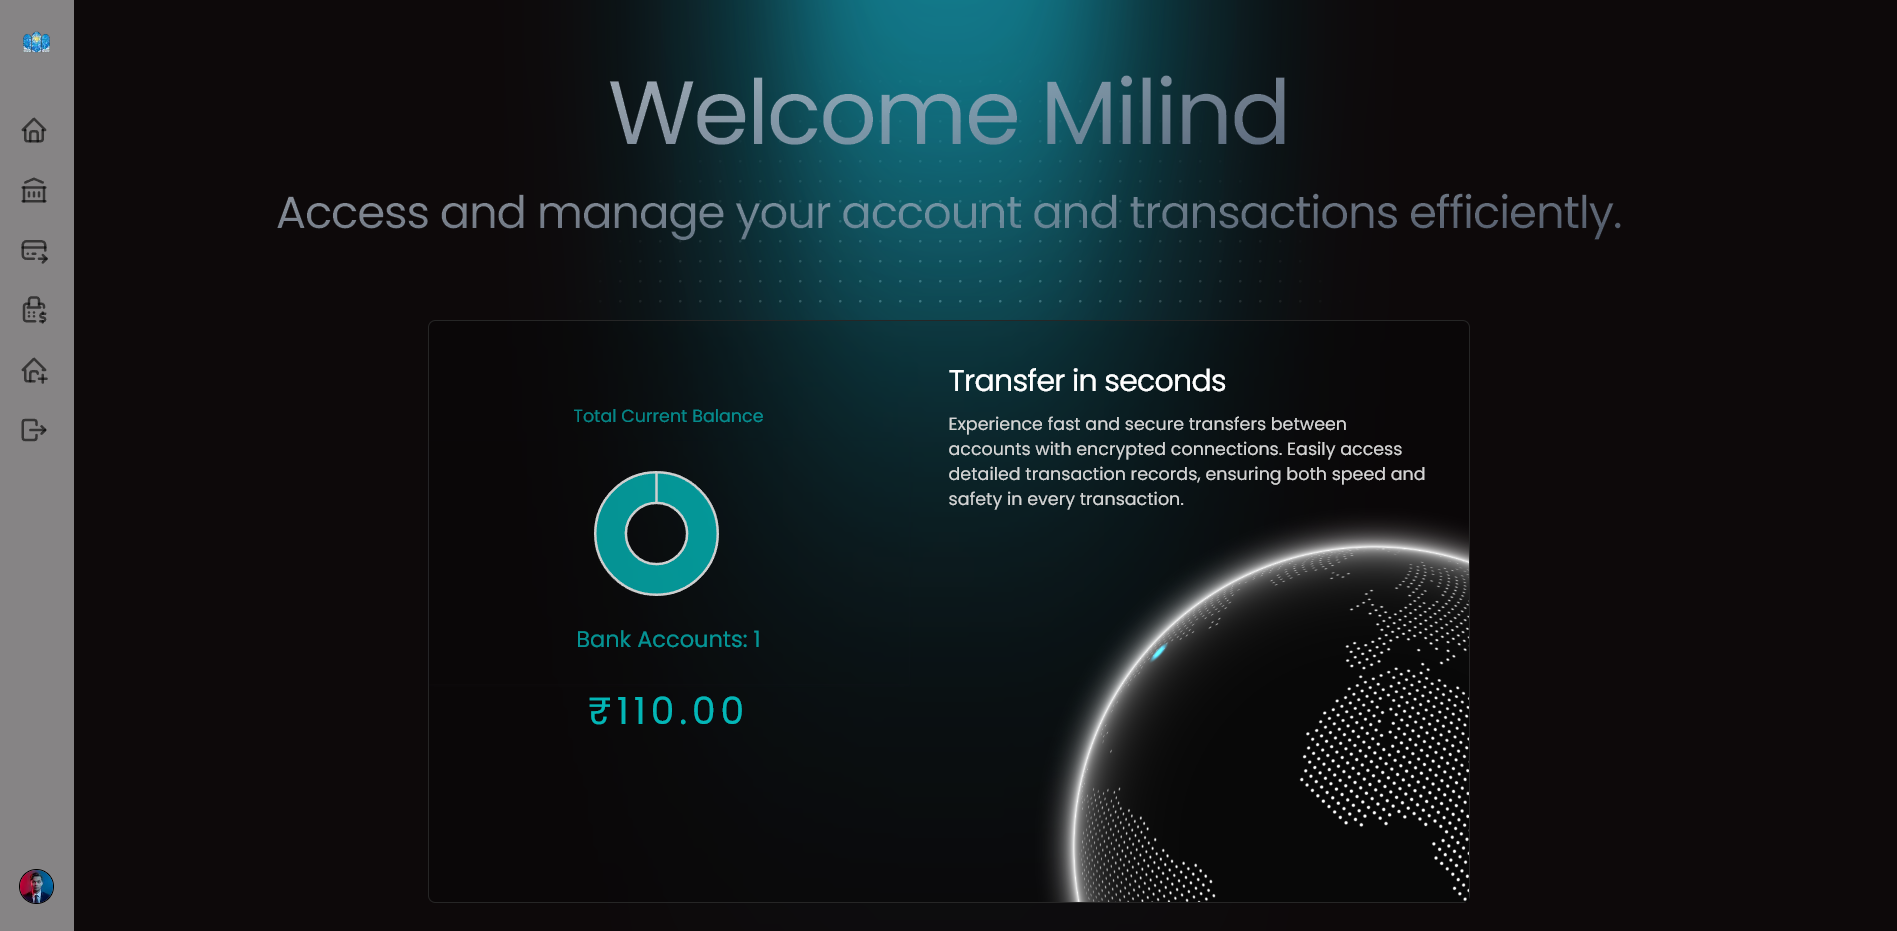 Welcome Milind
Access and manage your account and transactions efficiently.
Total Current Balance
Bank Accounts: 1
₹110.00
Transfer in seconds
Experience fast and secure transfers between
accounts with encrypted connections. Easily access
detailed transaction records, ensuring both speed and
safety in every transaction.